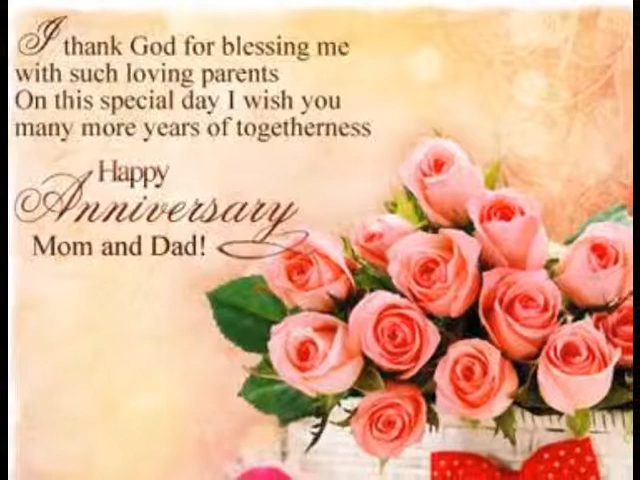 I thank God for blessing me
with such loving parents
On this special day I wish you
many more years of togetherness
Happy
Anniversary
Mom and Dad!